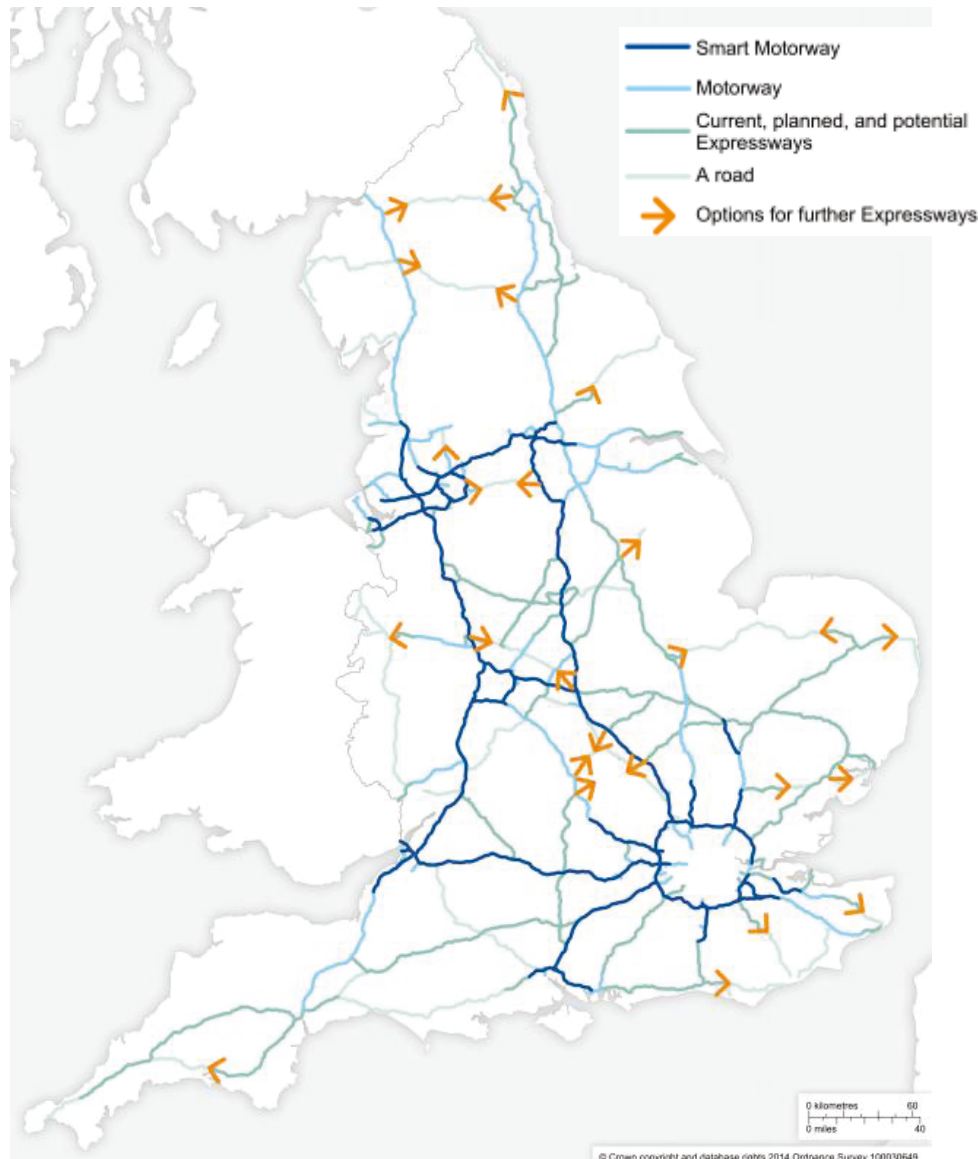 Smart Motorway
Motorway
Current, planned, and potential
Expressways
A road
Options for further Expressways
0 kilometres 60
0 miles 40
© Crown copyright and database rights 2014 Ordnance Survey 100030649